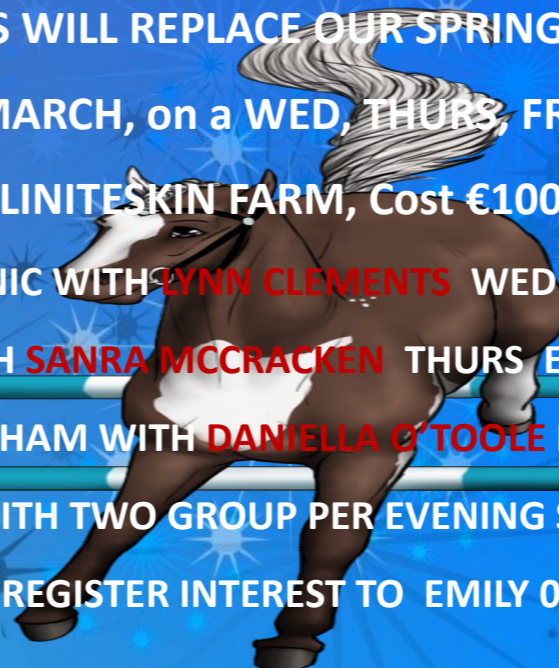 S WILL REPLACE OUR SPRING
MARCH, on a WED, THURS, FR
LINITESKIN FARM, Cost €100
NIC WITH LYNN CLEMENTS WED
H SANRA MCCRACKEN THURS E
HAM WITH DANIELLA O'TOOLE
ITH TWO GROUP PER EVENING S
REGISTER INTEREST TO EMILY 0